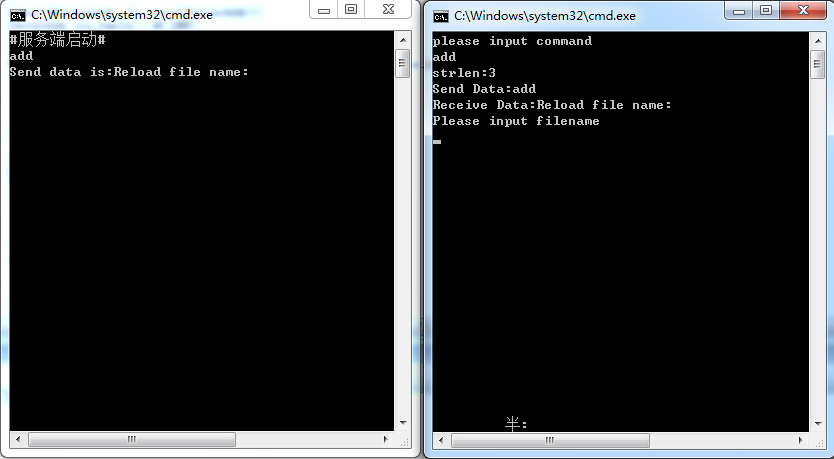 C:\Windows\system32\cmd.exe
#服务端启动#
add
Send data is:Reload file name:
C:\Windows\system32\cmd.exe
please input command
add
strlen:3
Send Data:add
Receive Data:Reload file name:
Please input filename
半: